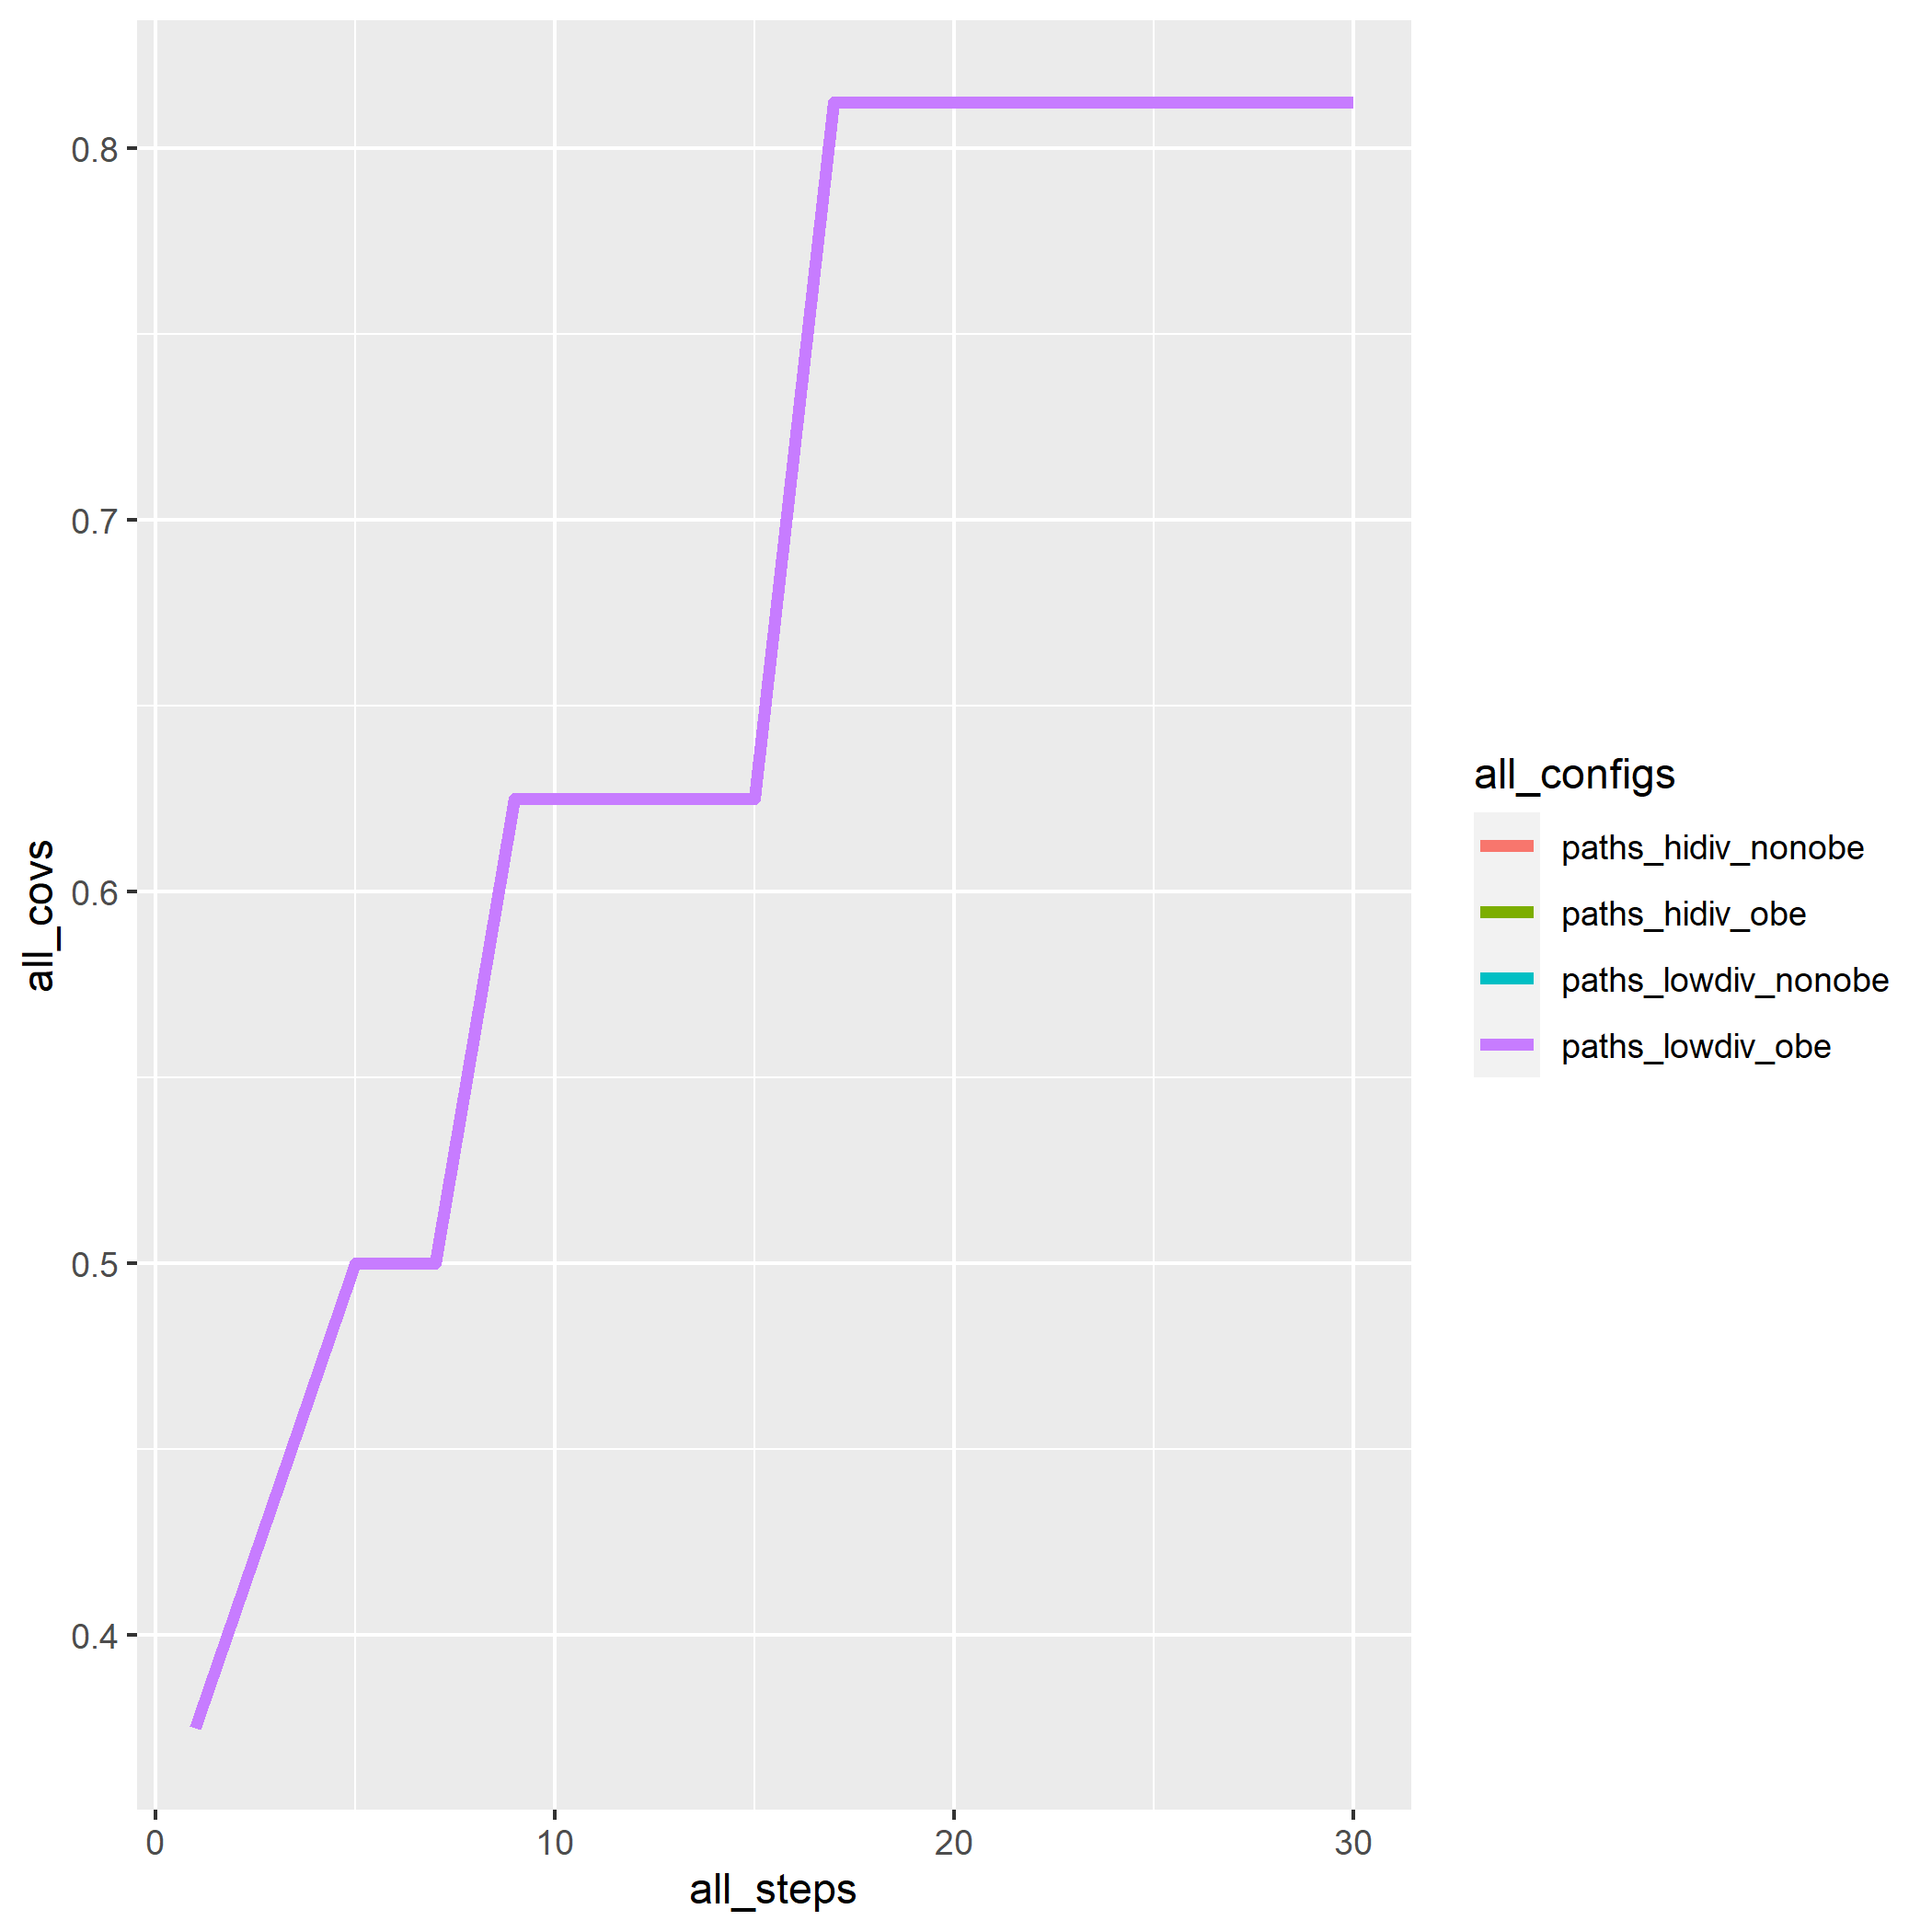 0.8
0.7
0.6
0.5
0.4
all_covs
0
10
20
30
all_steps
all_configs
paths_hidiv_nonobe
paths_hidiv_obe
paths_lowdiv_nonobe
paths_lowdiv_obe